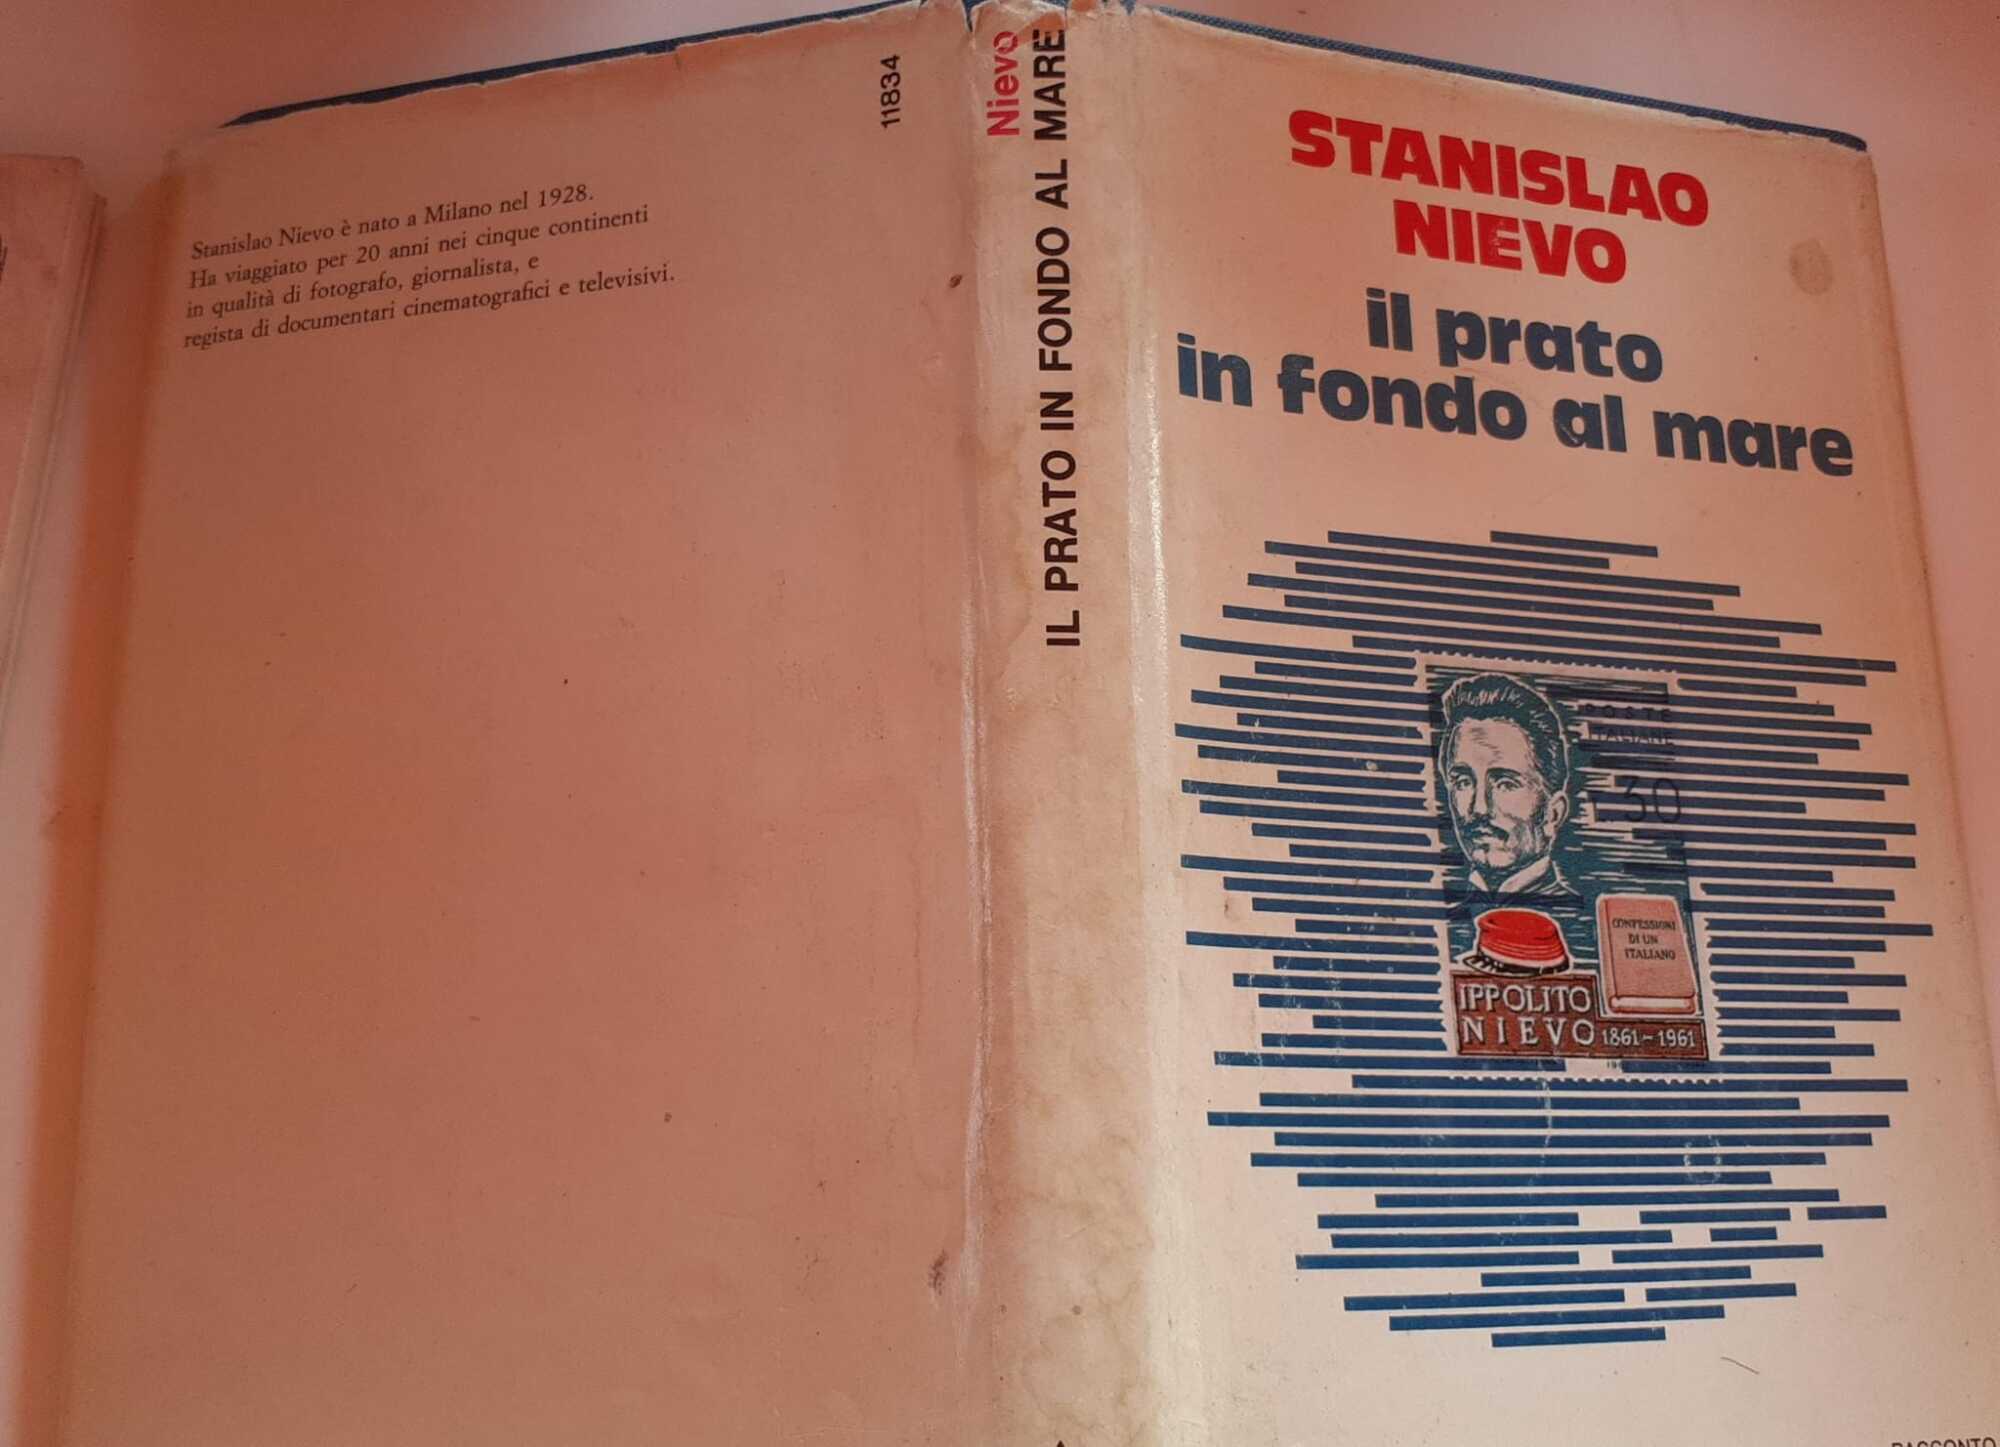 Stanislao Nievo è nato a Milano nel 1928.
Ha viaggiato per 20 anni nei cinque continenti
in qualità di fotografo, giornalista, e
regista di documentari cinematografici e televisivi.
11834
Nievo
IL PRATO IN FONDO AL MARE
STANISLAO
NIEVO
il prato
in fondo al mare
POSTE
ITALIANE
L.30
CONFESSIONI
DI UN
ITALIANO
IPPOLITO
NIEVO 1861-1961
RACCONTO